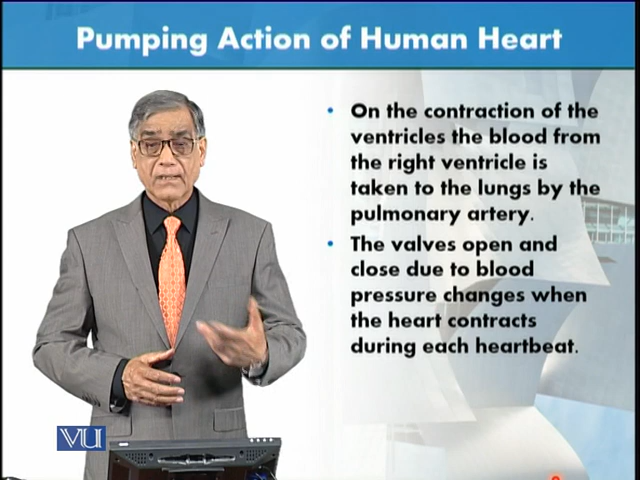 Pumping Action of Human Heart
• On the contraction of the
ventricles the blood from
the right ventricle is
taken to the lungs by the
pulmonary artery.
• The valves open and
close due to blood
pressure changes when
the heart contracts
during each heartbeat.
VU